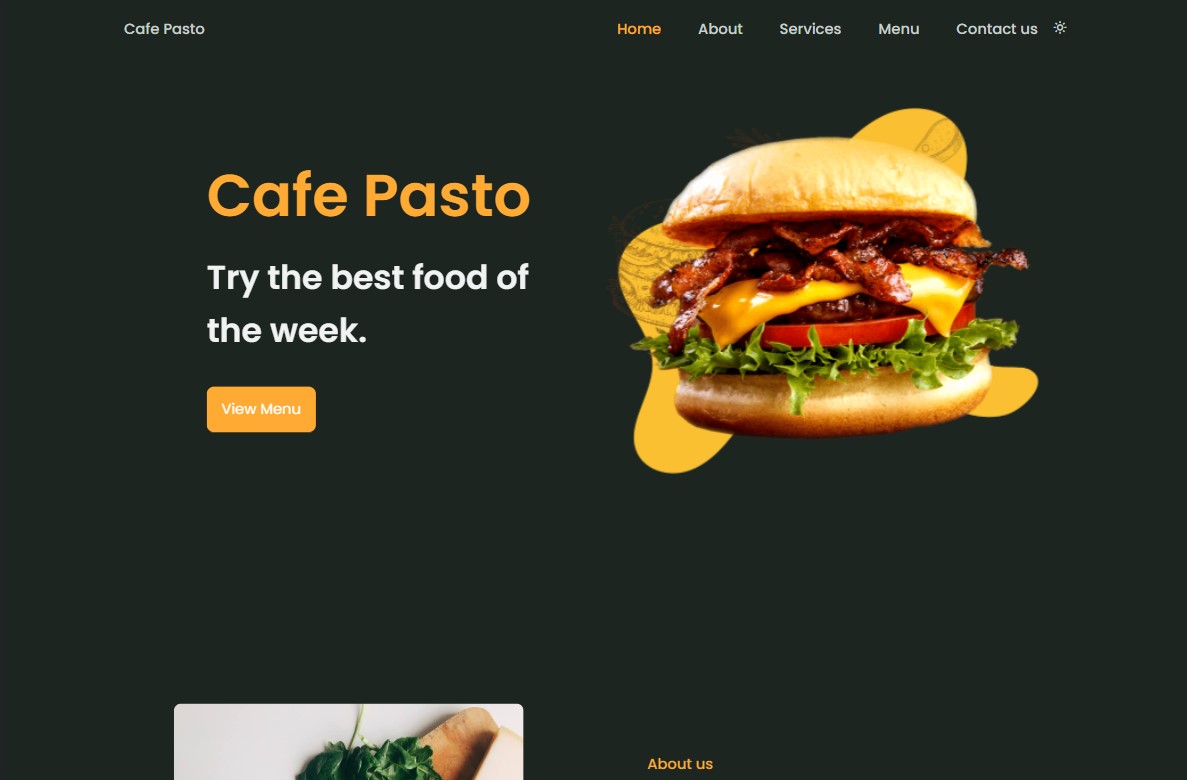 Cafe Pasto
Home About Services Menu Contact us
Cafe Pasto
Try the best food of
the week.
View Menu
About us